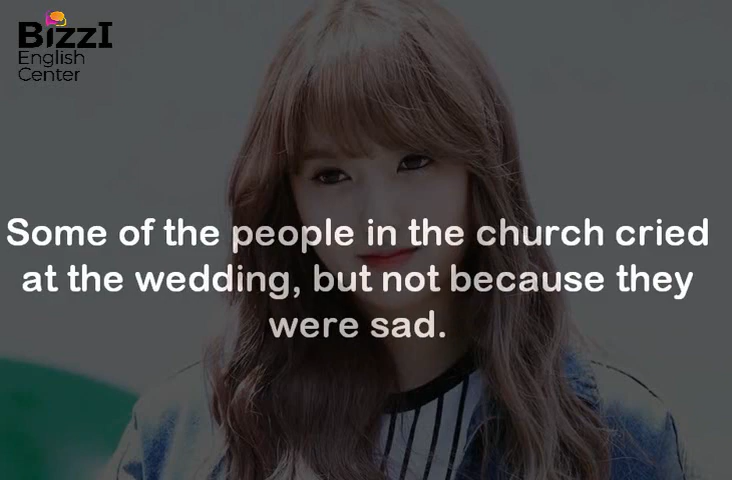 BizzI
English
Center
Some of the people in the church cried
at the wedding, but not because they
were sad.